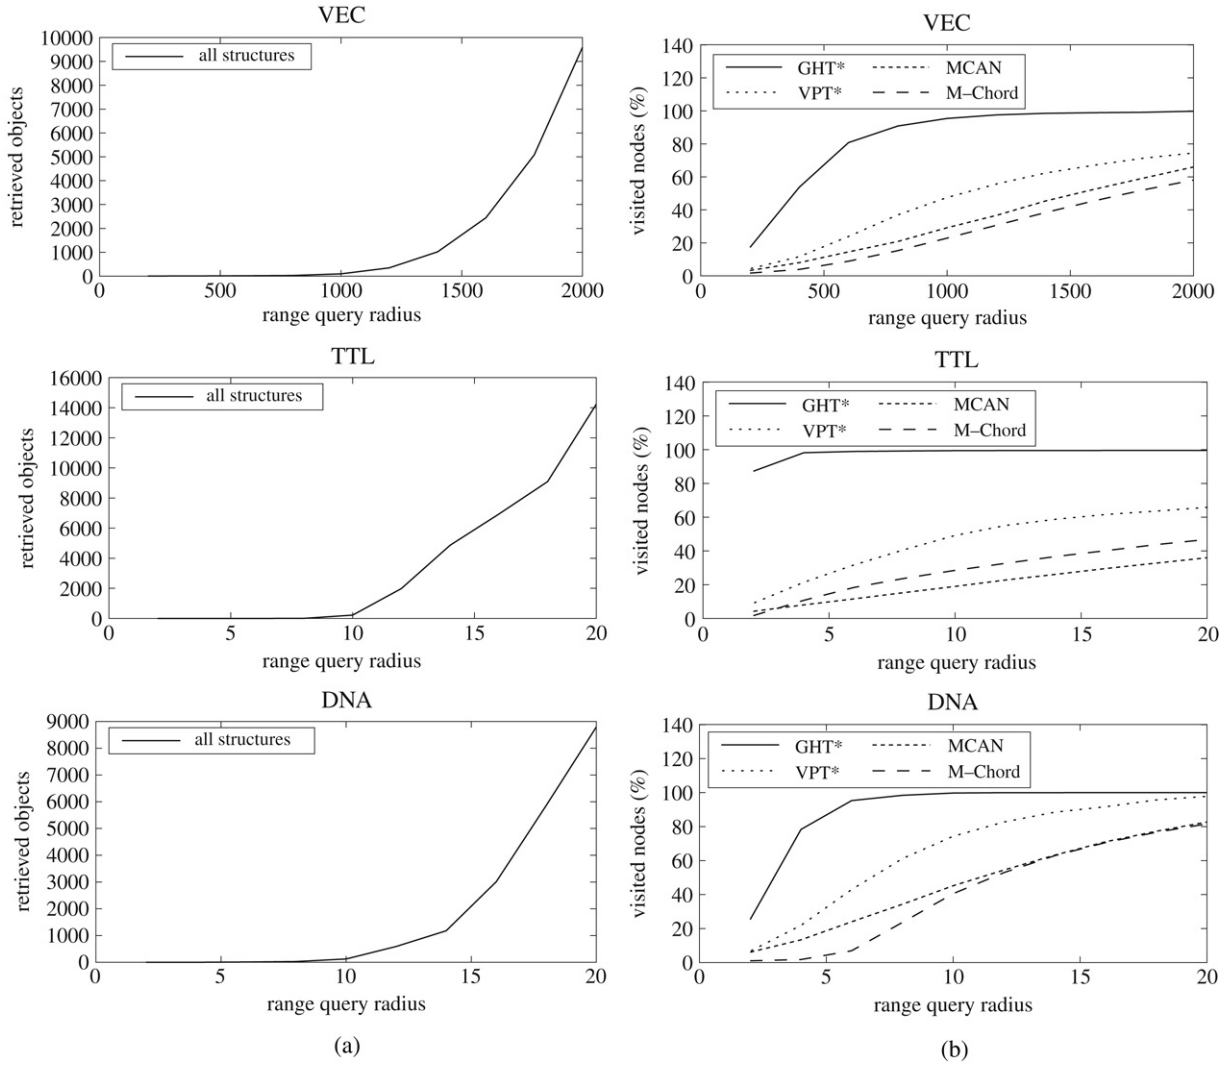 VEC
10000
9000
8000
7000
6000
5000
4000
3000
2000
1000
0
retrieved objects
all structures
0 500 1000 1500 2000
range query radius
VEC
140
120
100
80
60
40
20
0
visited nodes (%)
GHT* MCAN
VPT* M–Chord
0 500 1000 1500 2000
range query radius
TTL
16000
14000
12000
10000
8000
6000
4000
2000
0
retrieved objects
all structures
0 5 10 15 20
range query radius
TTL
140
120
100
80
60
40
20
0
visited nodes (%)
GHT* MCAN
VPT* M–Chord
0 5 10 15 20
range query radius
DNA
9000
8000
7000
6000
5000
4000
3000
2000
1000
0
retrieved objects
all structures
0 5 10 15 20
range query radius
(a)
DNA
140
120
100
80
60
40
20
0
visited nodes (%)
GHT* MCAN
VPT* M–Chord
0 5 10 15 20
range query radius
(b)